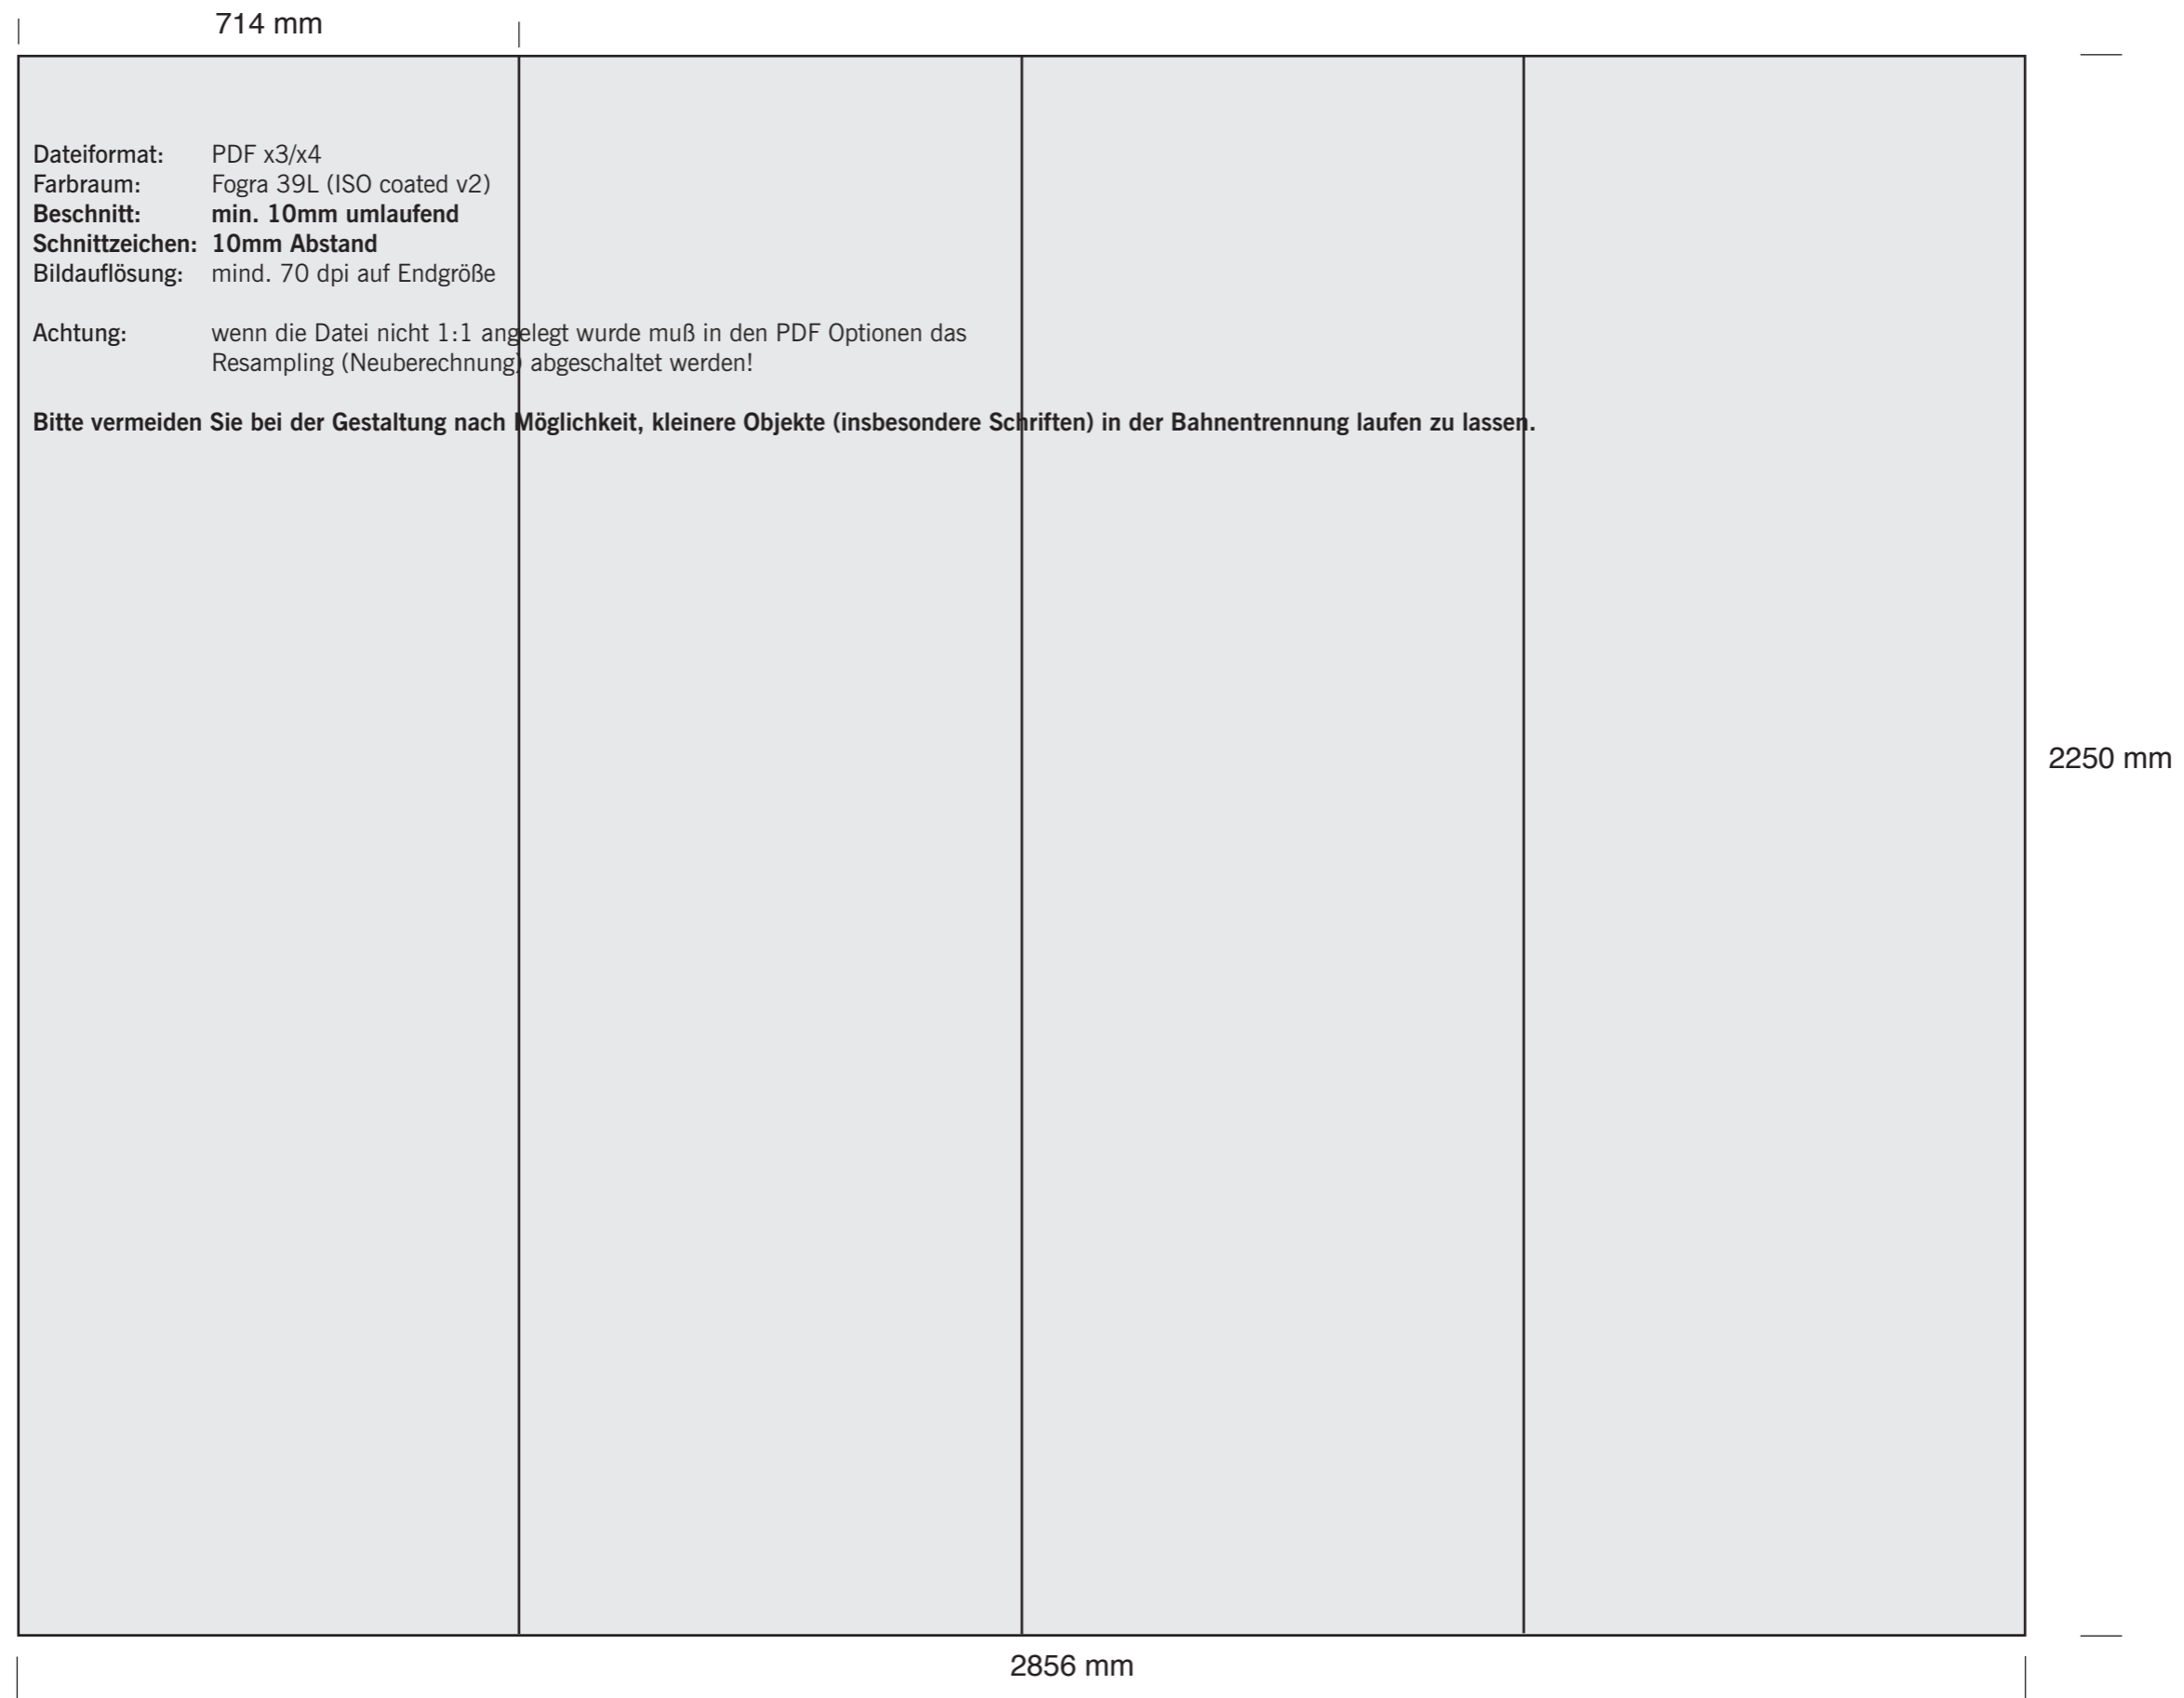 714 mm
Dateiformat: PDF x3/x4
Farbraum: Fogra 39L (ISO coated v2)
Beschnitt: min. 10mm umlaufend
Schnittzeichen: 10mm Abstand
Bildauflösung: mind. 70 dpi auf Endgröße
Achtung: wenn die Datei nicht 1:1 angelegt wurde muß in den PDF Optionen das
Resampling (Neuberechnung) abgeschaltet werden!
Bitte vermeiden Sie bei der Gestaltung nach Möglichkeit, kleinere Objekte (insbesondere Schriften) in der Bahnentrennung laufen zu lassen.
2250 mm
2856 mm